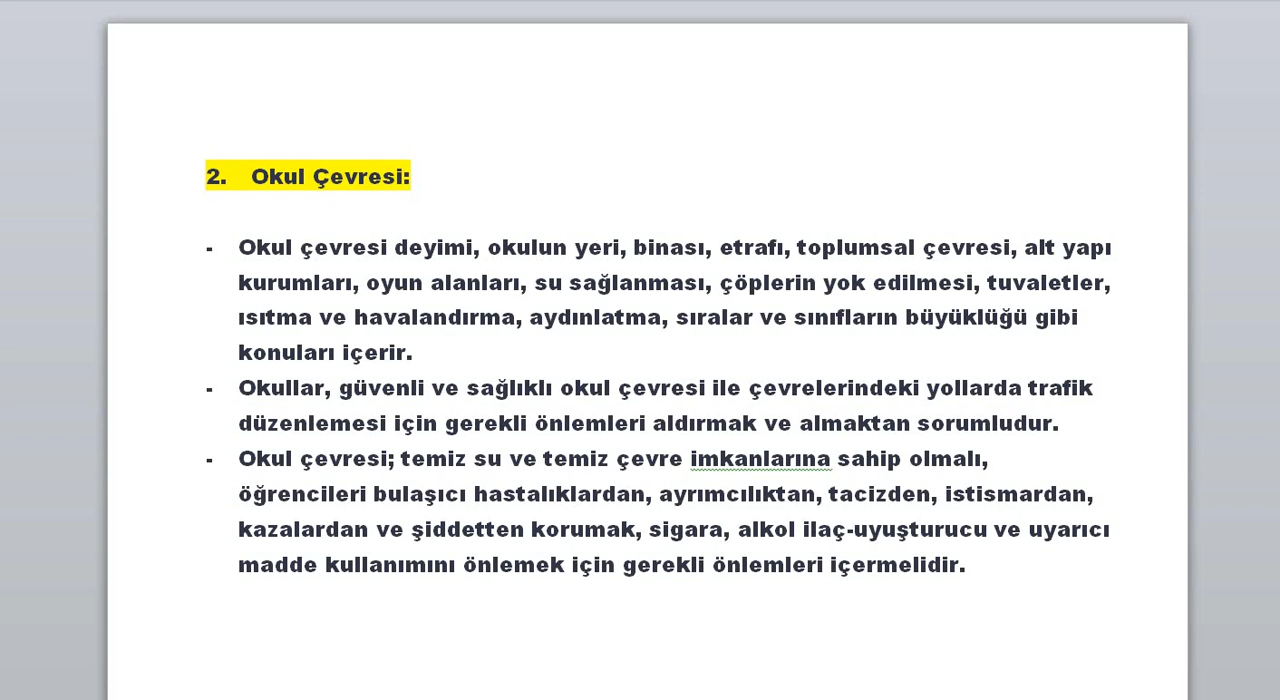 2. Okul Çevresi:
- Okul çevresi deyimi, okulun yeri, binası, etrafı, toplumsal çevresi, alt yapı
kurumları, oyun alanları, su sağlanması, çöplerin yok edilmesi, tuvaletler,
ısıtma ve havalandırma, aydınlatma, sıralar ve sınıfların büyüklüğü gibi
konuları içerir.
- Okullar, güvenli ve sağlıklı okul çevresi ile çevrelerindeki yollarda trafik
düzenlemesi için gerekli önlemleri aldırmak ve almaktan sorumludur.
- Okul çevresi; temiz su ve temiz çevre imkanlarına sahip olmalı,
öğrencileri bulaşıcı hastalıklardan, ayrımcılıktan, tacizden, istismardan,
kazalardan ve şiddetten korumak, sigara, alkol ilaç-uyuşturucu ve uyarıcı
madde kullanımını önlemek için gerekli önlemleri içermelidir.